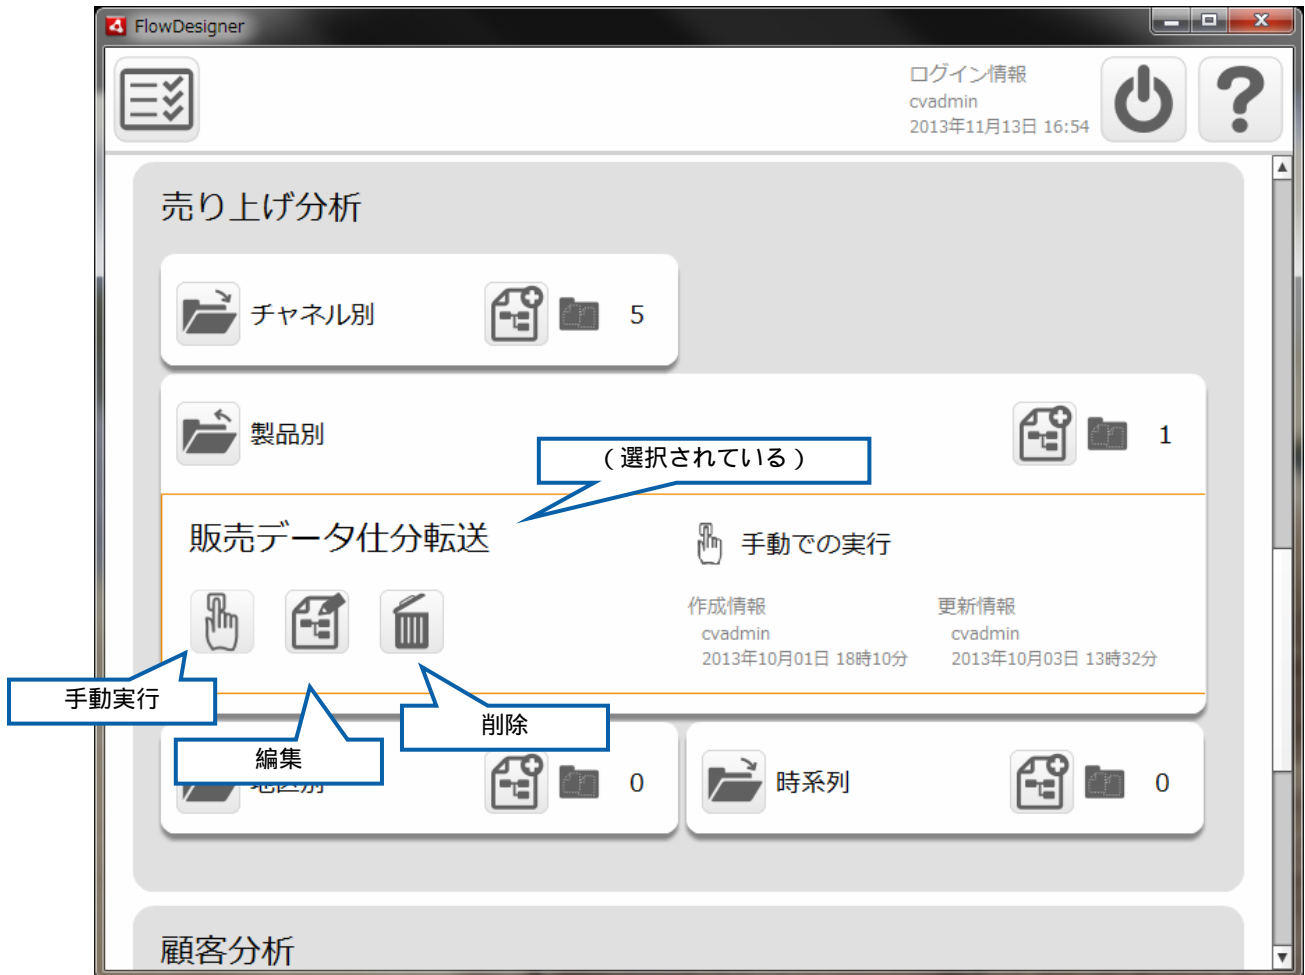 FlowDesigner
ログイン情報
cvadmin
2013年11月13日 16:54
売り上げ分析
チャネル別
5
製品別
1
(選択されている)
販売データ仕分転送
手動での実行
作成情報
cvadmin
2013年10月01日 18時10分
更新情報
cvadmin
2013年10月03日 13時32分
手動実行
編集
削除
地区別
0
時系列
0
顧客分析